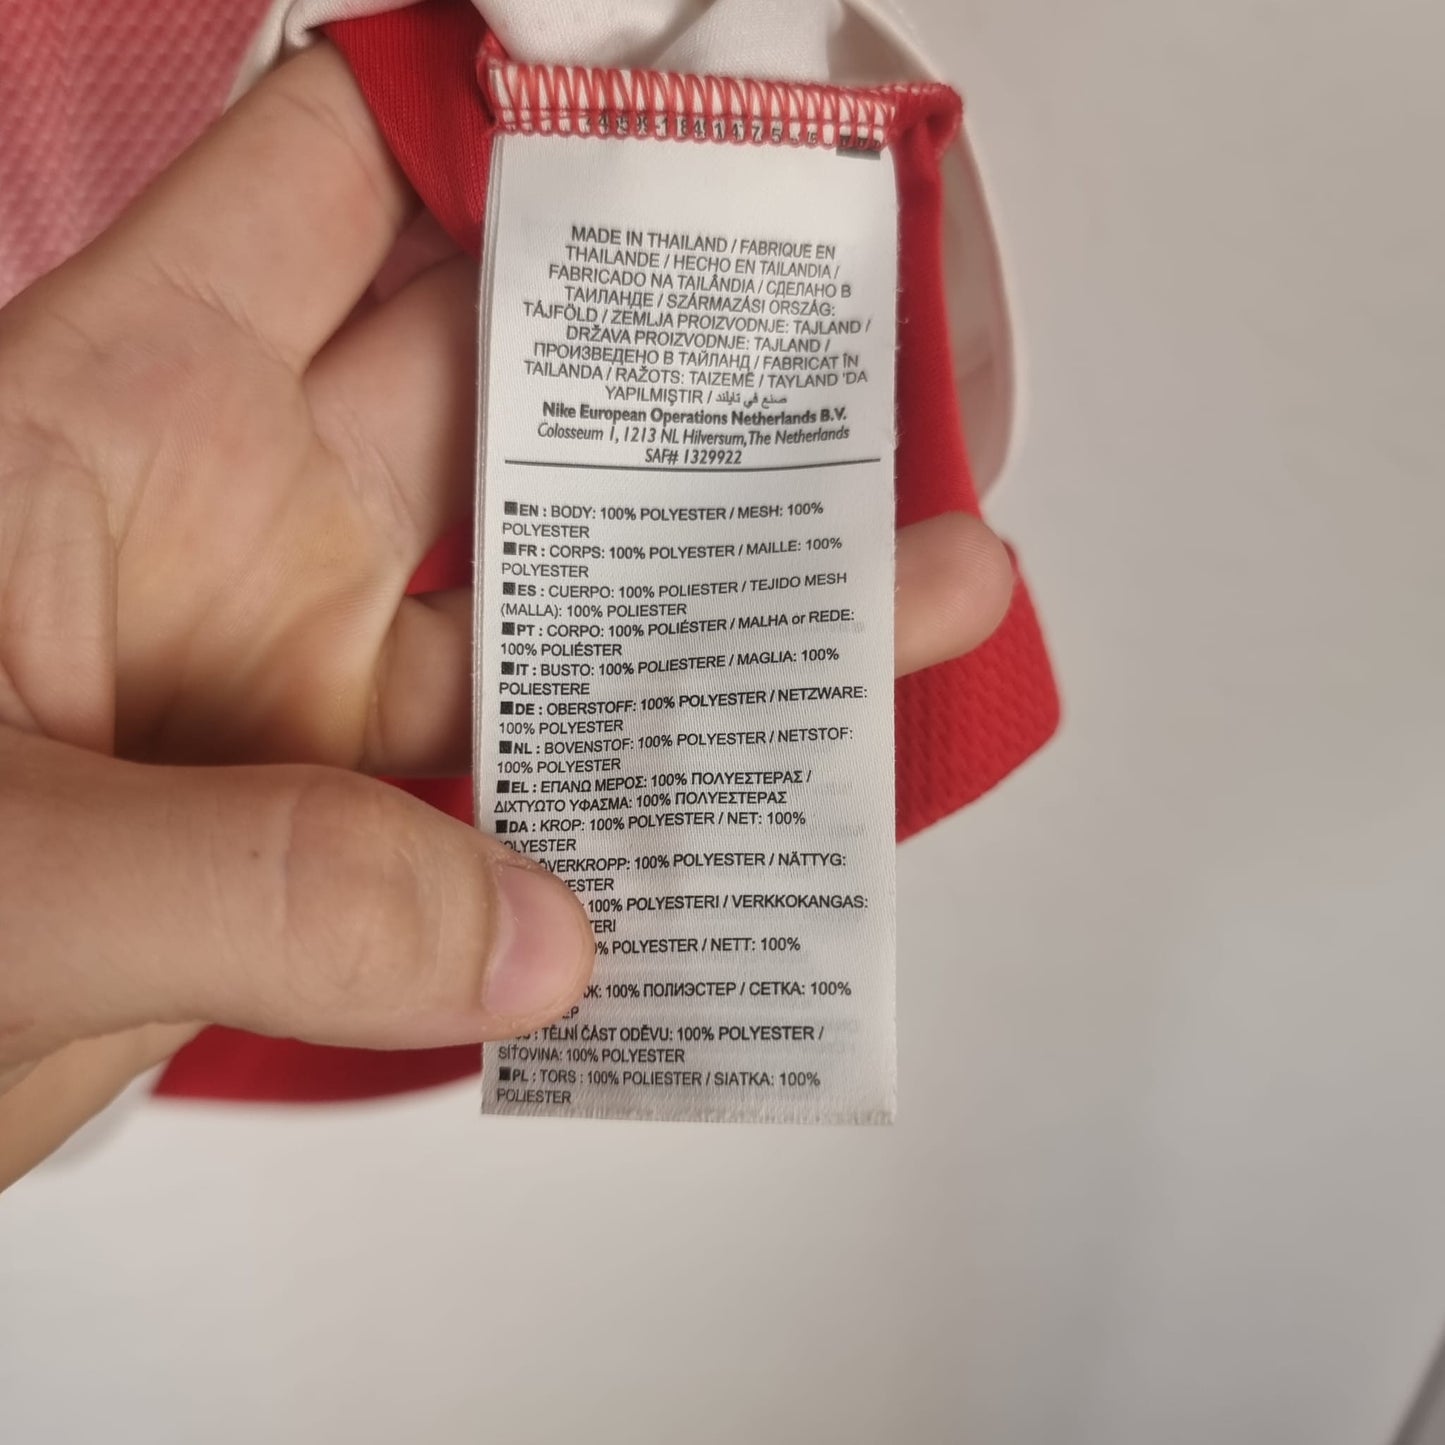 MADE IN THAILAND / FABRIQUE EN
THAILANDE / HECHO EN TAILANDIA /
FABRICADO NA TAILÂNDIA / СДЕЛАНО В
ТАИЛАНДЕ / SZÁRMAZÁSI ORSZÁG:
TÁJFÖLD / ZEMLJA PROIZVODNJE: TAJLAND /
DRŽAVA PROIZVODNJE: TAJLAND /
ПРОИЗВЕДЕНО В ТАЙЛАНД / FABRICAT ÎN
TAILANDA / RAŽOTS: TAIZEMĒ / TAYLAND 'DA
YAPILMIŞTIR / صنع في تايلند
Nike European Operations Netherlands B.V.
Colosseum 1, 1213 NL Hilversum, The Netherlands
SAF# 1329922
EN : BODY: 100% POLYESTER / MESH: 100%
POLYESTER
FR : CORPS: 100% POLYESTER / MAILLE: 100%
POLYESTER
ES : CUERPO: 100% POLIESTER / TEJIDO MESH
(MALLA): 100% POLIESTER
PT : CORPO: 100% POLIÉSTER / MALHA or REDE:
100% POLIÉSTER
IT : BUSTO: 100% POLIESTERE / MAGLIA: 100%
POLIESTERE
DE : OBERSTOFF: 100% POLYESTER / NETZWARE:
100% POLYESTER
NL : BOVENSTOF: 100% POLYESTER / NETSTOF:
100% POLYESTER
EL : ΕΠΑΝΩ ΜΕΡΟΣ: 100% ΠΟΛΥΕΣΤΕΡΑΣ /
ΔΙΧΤΥΩΤΟ ΥΦΑΣΜΑ: 100% ΠΟΛΥΕΣΤΕΡΑΣ
DA : KROP: 100% POLYESTER / NET: 100%
OLYESTER
ÖVERKROPP: 100% POLYESTER / NÄTTYG:
ESTER
100% POLYESTERI / VERKKOKANGAS:
TERI
% POLYESTER / NETT: 100%
Ж: 100% ПОЛИЭСТЕР / СЕТКА: 100%
ЕР
: TĚLNÍ ČÁST ODĚVU: 100% POLYESTER /
SÍŤOVINA: 100% POLYESTER
PL : TORS : 100% POLIESTER / SIATKA: 100%
POLIESTER